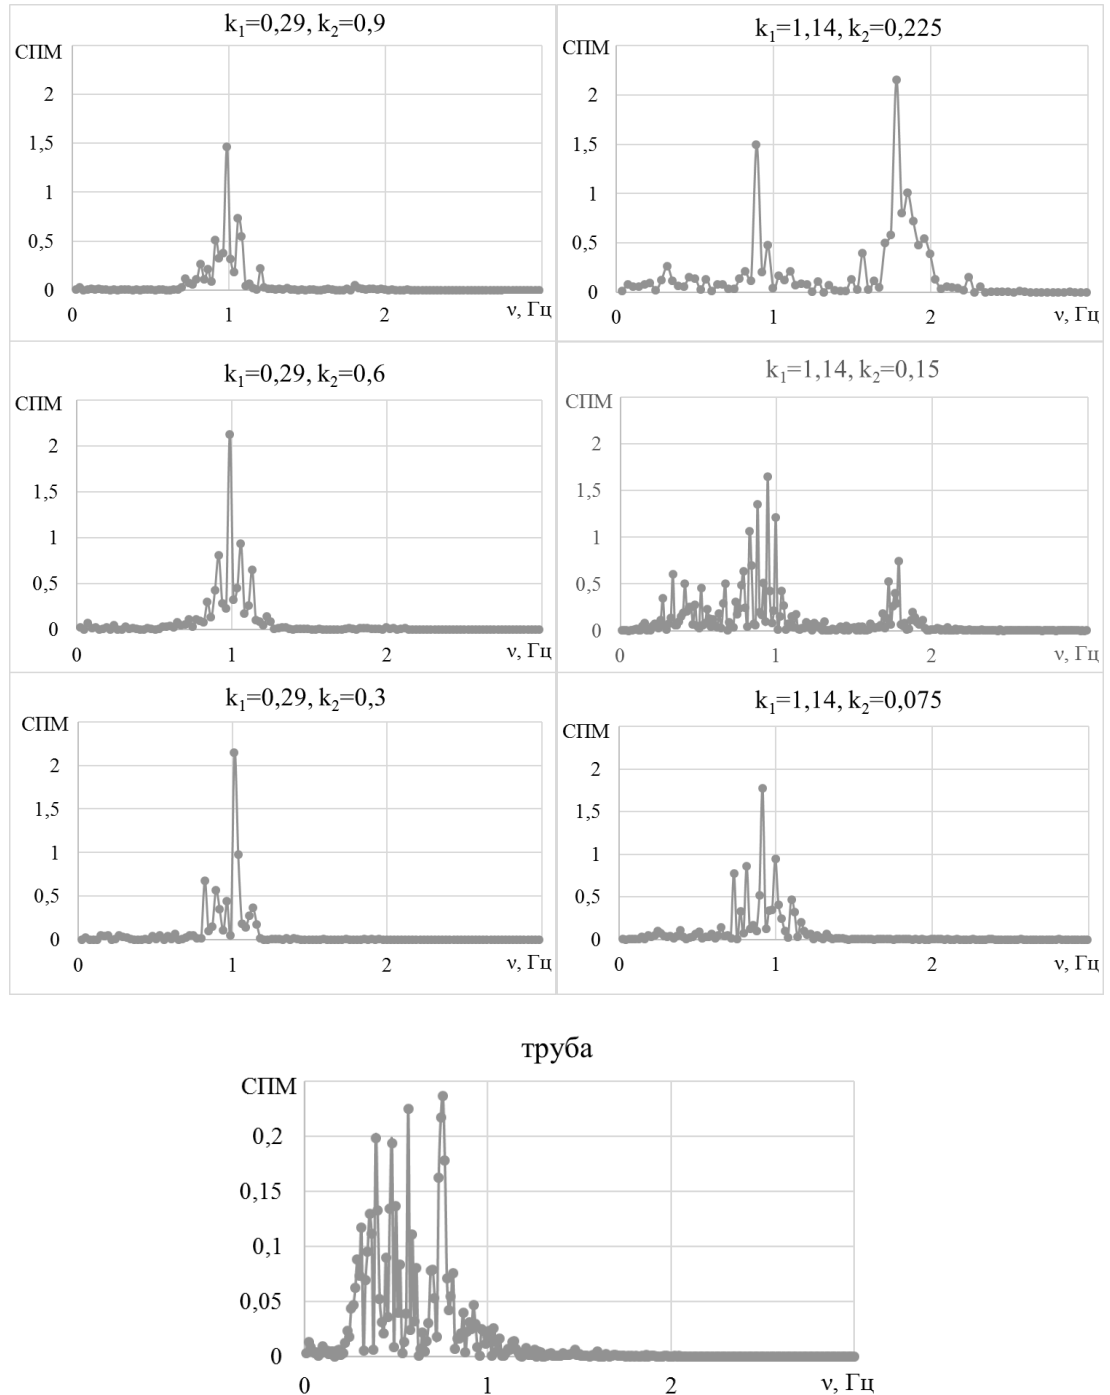 k₁=0,29, k₂=0,9
СПМ
2
1,5
1
0,5
0
0
1
2
ν, Гц
k₁=1,14, k₂=0,225
СПМ
2
1,5
1
0,5
0
0
1
2
ν, Гц
k₁=0,29, k₂=0,6
СПМ
2
1,5
1
0,5
0
0
1
2
ν, Гц
k₁=1,14, k₂=0,15
СПМ
2
1,5
1
0,5
0
0
1
2
ν, Гц
k₁=0,29, k₂=0,3
СПМ
2
1,5
1
0,5
0
0
1
2
ν, Гц
k₁=1,14, k₂=0,075
СПМ
2
1,5
1
0,5
0
0
1
2
ν, Гц
труба
СПМ
0,2
0,15
0,1
0,05
0
0
1
2
ν, Гц